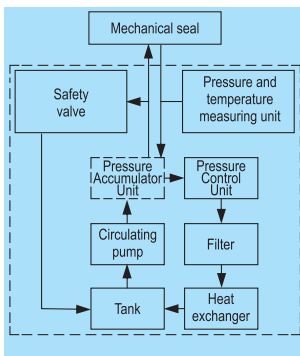 Mechanical seal
Safety
valve
Pressure and
temperature
measuring unit
Pressure
Accumulator
Unit
Pressure
Control
Unit
Circulating
pump
Filter
Tank
Heat
exchanger